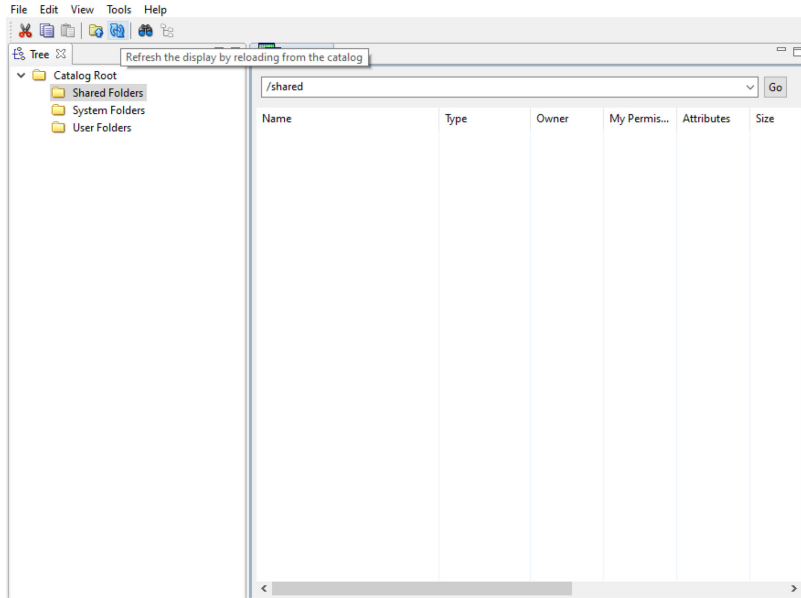 File Edit View Tools Help
Tree
Refresh the display by reloading from the catalog
Catalog Root
Shared Folders
System Folders
User Folders
/shared
Go
Name Type Owner My Permis... Attributes Size